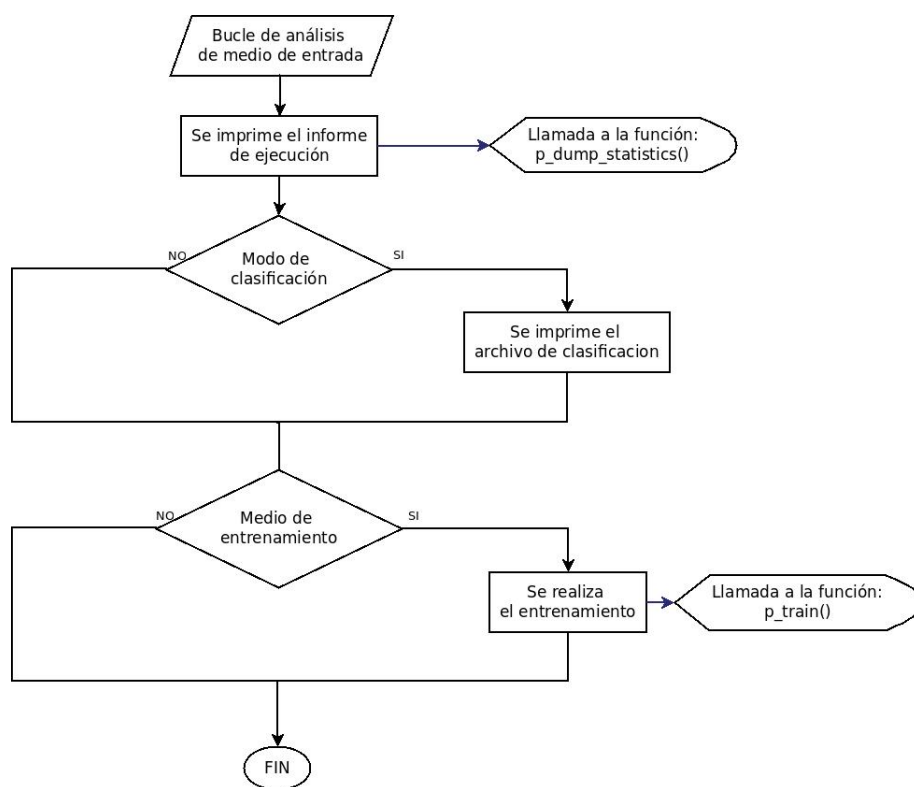 Bucle de análisis
de medio de entrada
Se imprime el informe
de ejecución
Llamada a la función:
p_dump_statistics()
NO
Modo de
clasificación
SI
Se imprime el
archivo de clasificacion
NO
Medio de
entrenamiento
SI
Se realiza
el entrenamiento
Llamada a la función:
p_train()
FIN